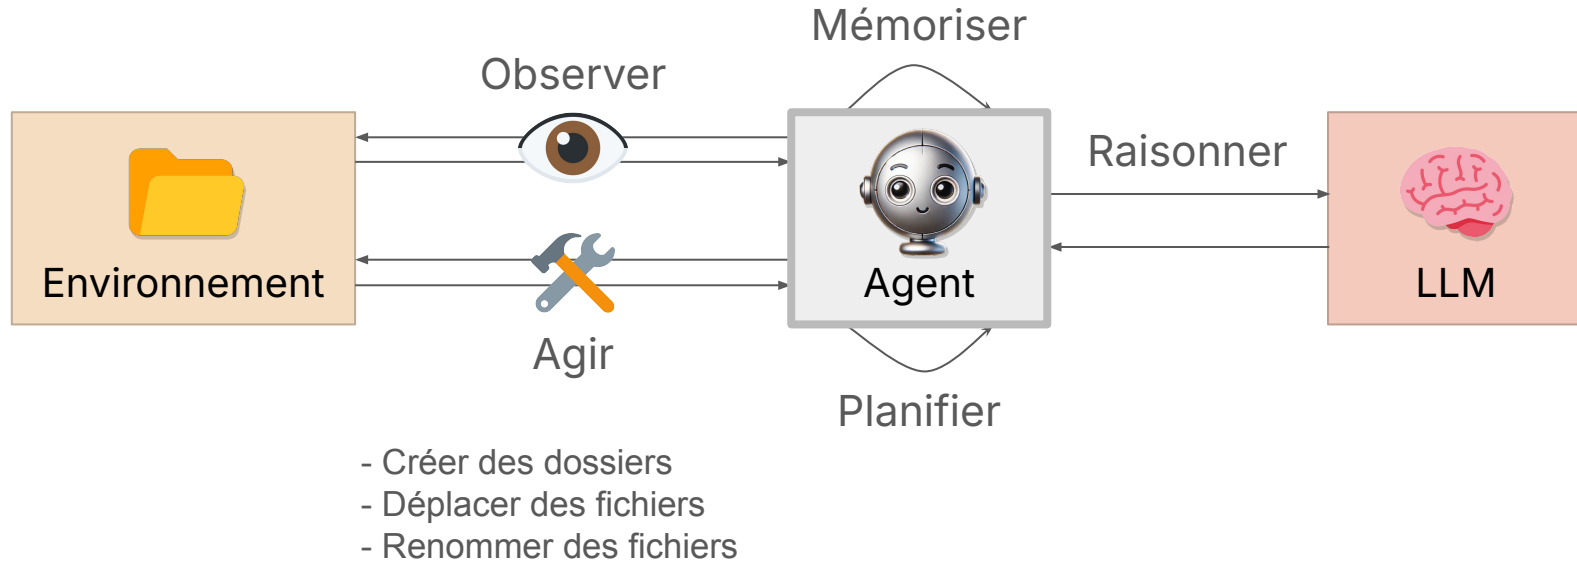 Mémoriser
Observer
Raisonner
Environnement
Agent
LLM
Agir
Planifier
- Créer des dossiers
- Déplacer des fichiers
- Renommer des fichiers